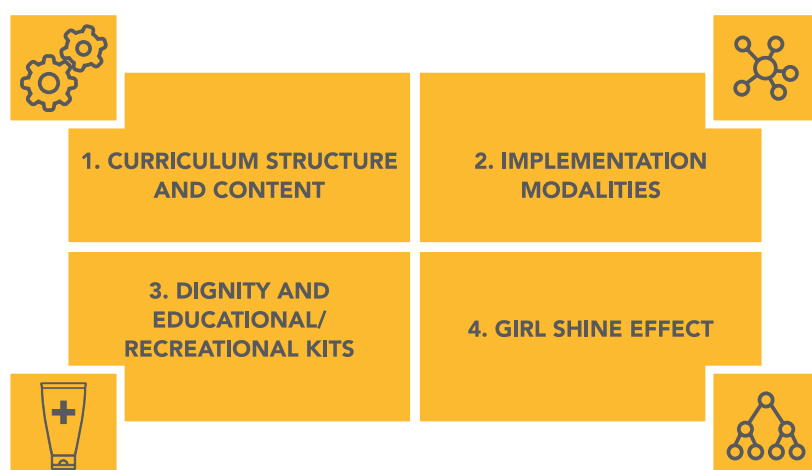 1. CURRICULUM STRUCTURE
AND CONTENT
2. IMPLEMENTATION
MODALITIES
3. DIGNITY AND
EDUCATIONAL/
RECREATIONAL KITS
4. GIRL SHINE EFFECT